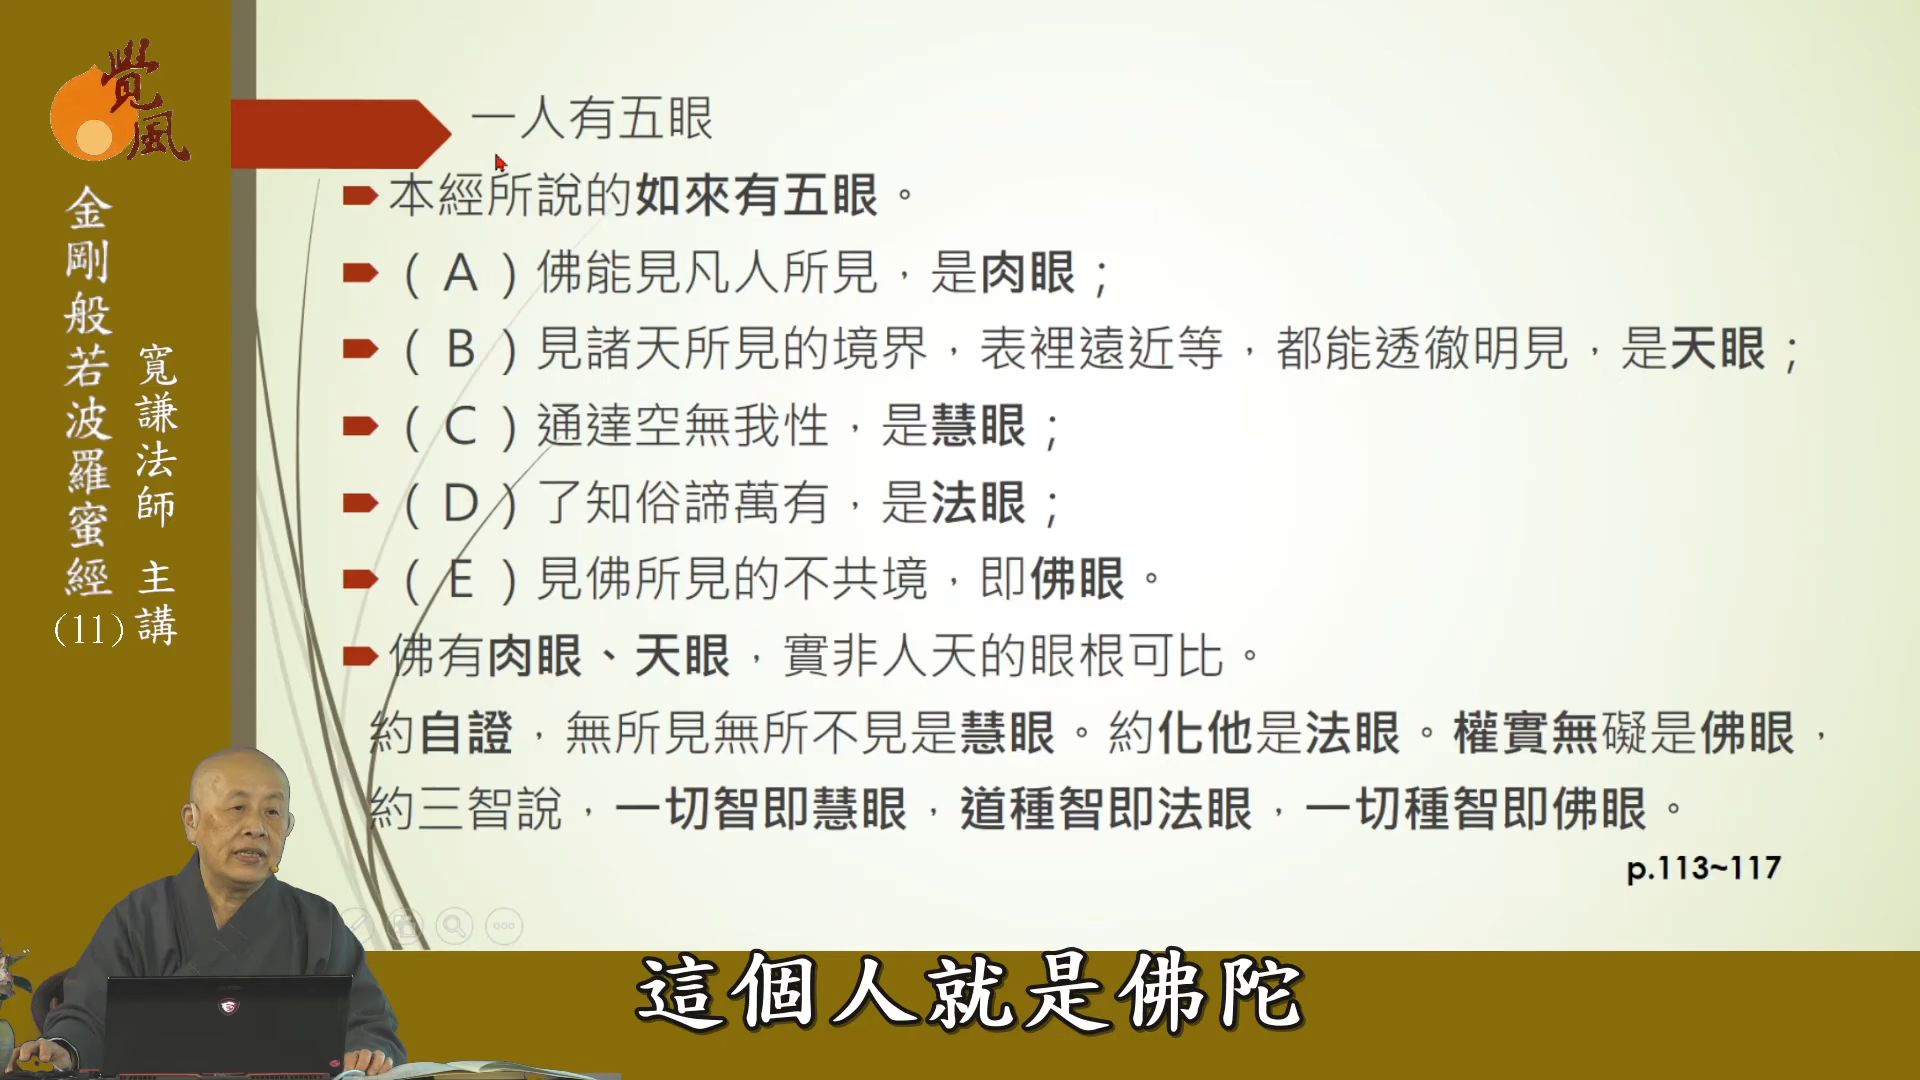 覺風
金剛般若波羅蜜經
(11)
寬謙法師 主講
一人有五眼
本經所說的如來有五眼。
（A）佛能見凡人所見，是肉眼；
（B）見諸天所見的境界，表裡遠近等，都能透徹明見，是天眼；
（C）通達空無我性，是慧眼；
（D）了知俗諦萬有，是法眼；
（E）見佛所見的不共境，即佛眼。
佛有肉眼、天眼，實非人天的眼根可比。
約自證，無所見無所不見是慧眼。約化他是法眼。權實無礙是佛眼，
約三智說，一切智即慧眼，道種智即法眼，一切種智即佛眼。
p.113~117
這個人就是佛陀